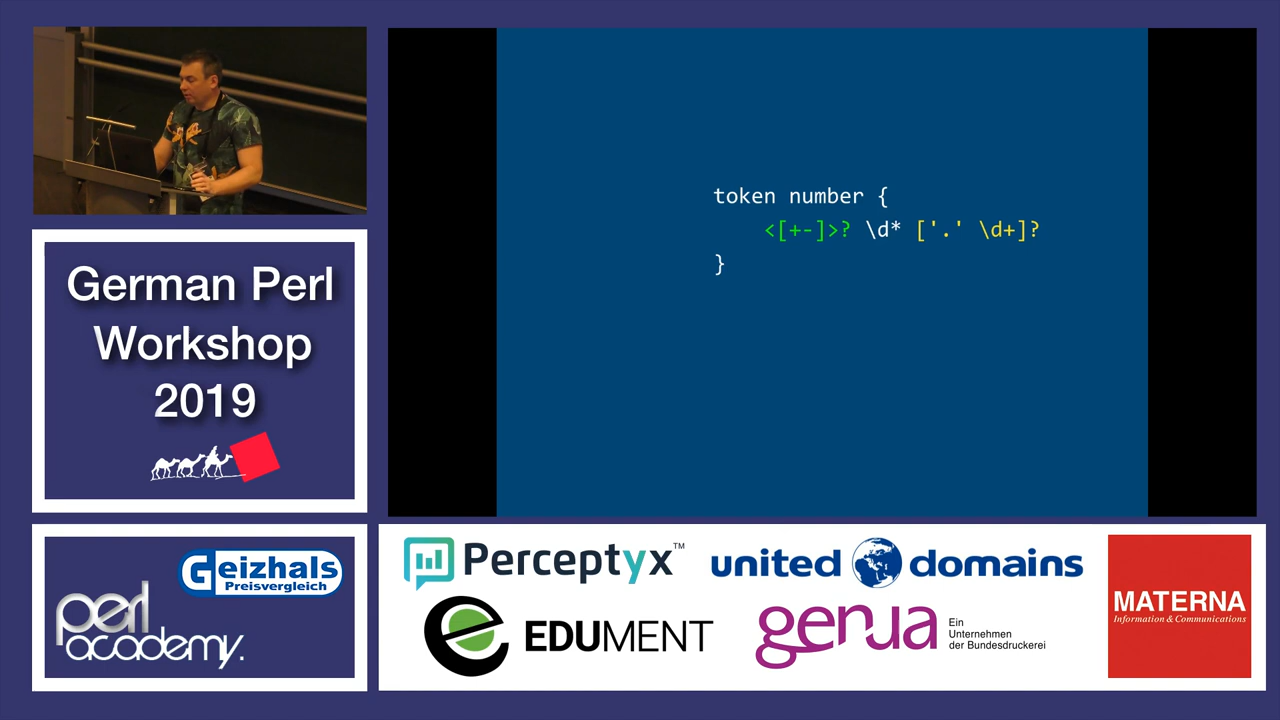 token number {
<[+-]>? \d* ['.' \d+]?
}
German Perl
Workshop
2019
Geizhals
Preisvergleich
perl
academy.
Perceptyx™
united domains
EDUMENT
genua
Ein
Unternehmen
der Bundesdruckerei
MATERNA
Information & Communications